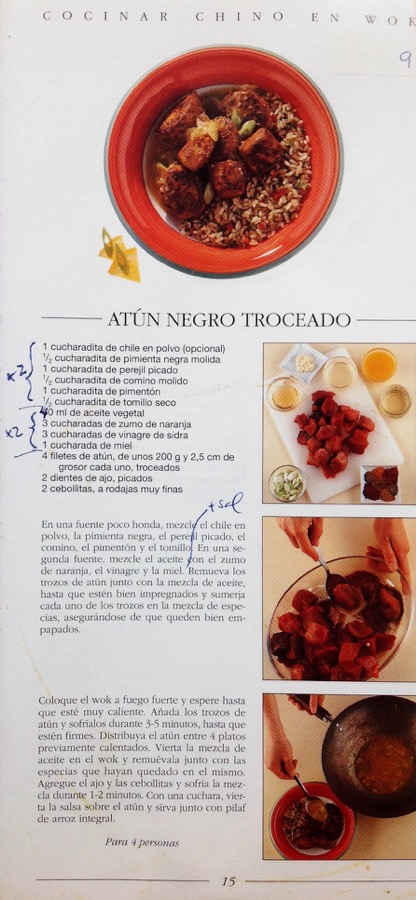 COCINAR CHINO EN WOK
9
ATÚN NEGRO TROCEADO
1 cucharadita de chile en polvo (opcional)
½ cucharadita de pimienta negra molida
1 cucharadita de perejil picado
½ cucharadita de comino molido
1 cucharadita de pimentón
½ cucharadita de tomillo seco
x2
40 ml de aceite vegetal
3 cucharadas de zumo de naranja
3 cucharadas de vinagre de sidra
1 cucharada de miel
x2
4 filetes de atún, de unos 200 g y 2,5 cm de
grosor cada uno, troceados
2 dientes de ajo, picados
2 cebollitas, a rodajas muy finas
+ sal
En una fuente poco honda, mezcle el chile en
polvo, la pimienta negra, el perejil picado, el
comino, el pimentón y el tomillo. En una se-
gunda fuente, mezcle el aceite con el zumo
de naranja, el vinagre y la miel. Remueva los
trozos de atún junto con la mezcla de aceite,
hasta que estén bien impregnados y sumerja
cada uno de los trozos en la mezcla de espe-
cias, asegurándose de que queden bien em-
papados.
Coloque el wok a fuego fuerte y espere hasta
que esté muy caliente. Añada los trozos de
atún y sofríalos durante 3-5 minutos, hasta que
estén firmes. Distribuya el atún entre 4 platos
previamente calentados. Vierta la mezcla de
aceite en el wok y remuévala junto con las
especias que hayan quedado en el mismo.
Agregue el ajo y las cebollitas y sofría la mez-
cla durante 1-2 minutos. Con una cuchara, vier-
ta la salsa sobre el atún y sirva junto con pilaf
de arroz integral.
Para 4 personas
15